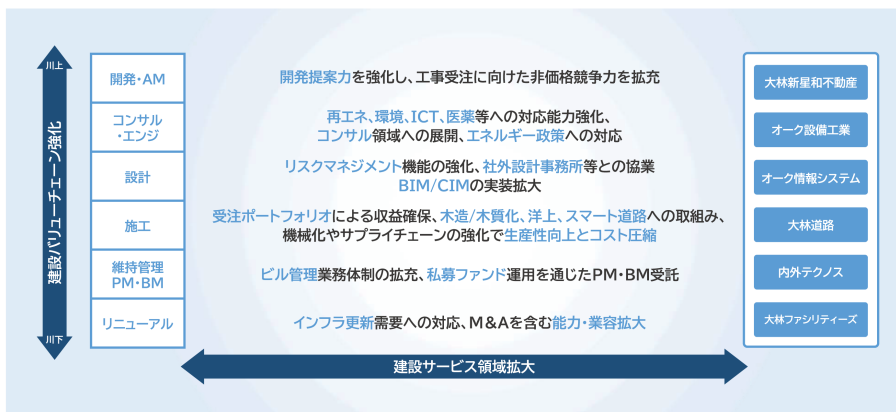 川上
建設バリューチェーン強化
川下
開発・AM
開発提案力を強化し、工事受注に向けた非価格競争力を拡充
大林新星和不動産
コンサル
・エンジ
再エネ、環境、ICT、医薬等への対応能力強化、
コンサル領域への展開、エネルギー政策への対応
オーク設備工業
設計
リスクマネジメント機能の強化、社外設計事務所等との協業
BIM/CIMの実装拡大
オーク情報システム
施工
受注ポートフォリオによる収益確保、木造/木質化、洋上、スマート道路への取組み、
機械化やサプライチェーンの強化で生産性向上とコスト圧縮
大林道路
維持管理
PM・BM
ビル管理業務体制の拡充、私募ファンド運用を通じたPM・BM受託
内外テクノス
リニューアル
インフラ更新需要への対応、M&Aを含む能力・業容拡大
大林ファシリティーズ
建設サービス領域拡大